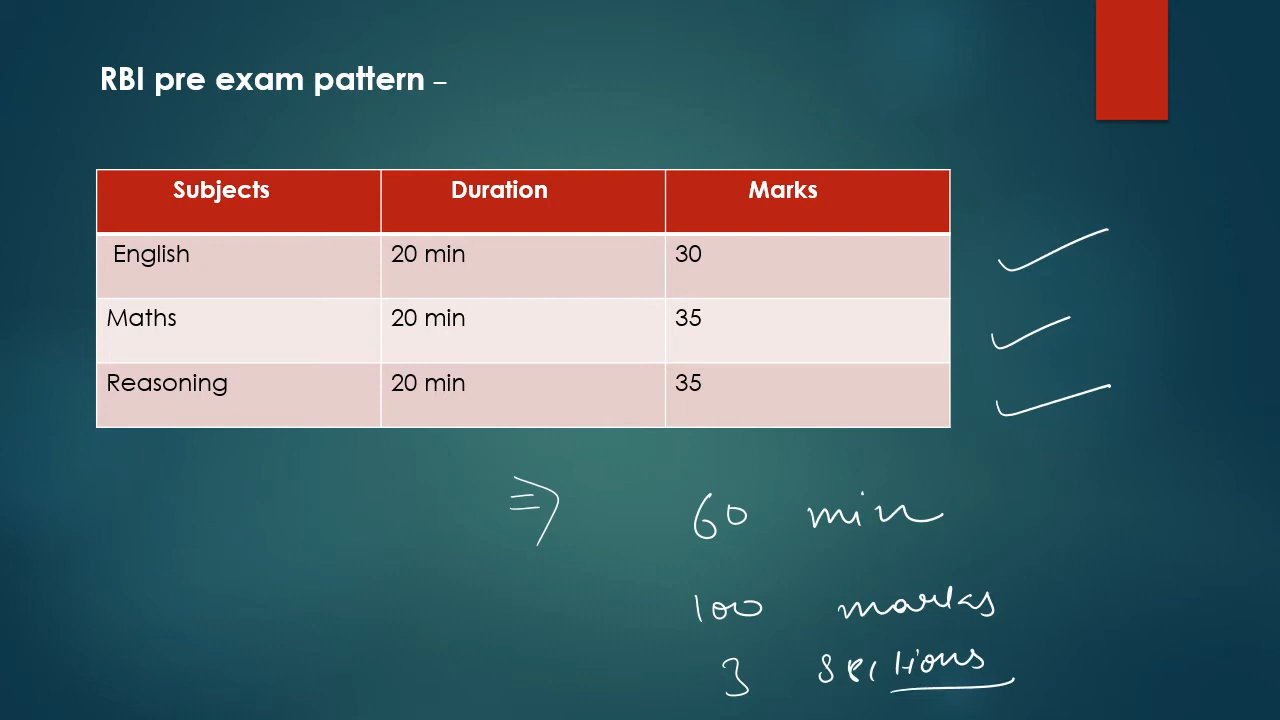 RBI pre exam pattern –
Subjects Duration Marks
English 20 min 30
Maths 20 min 35
Reasoning 20 min 35
⇒ 60 min
100 marks
3 sections